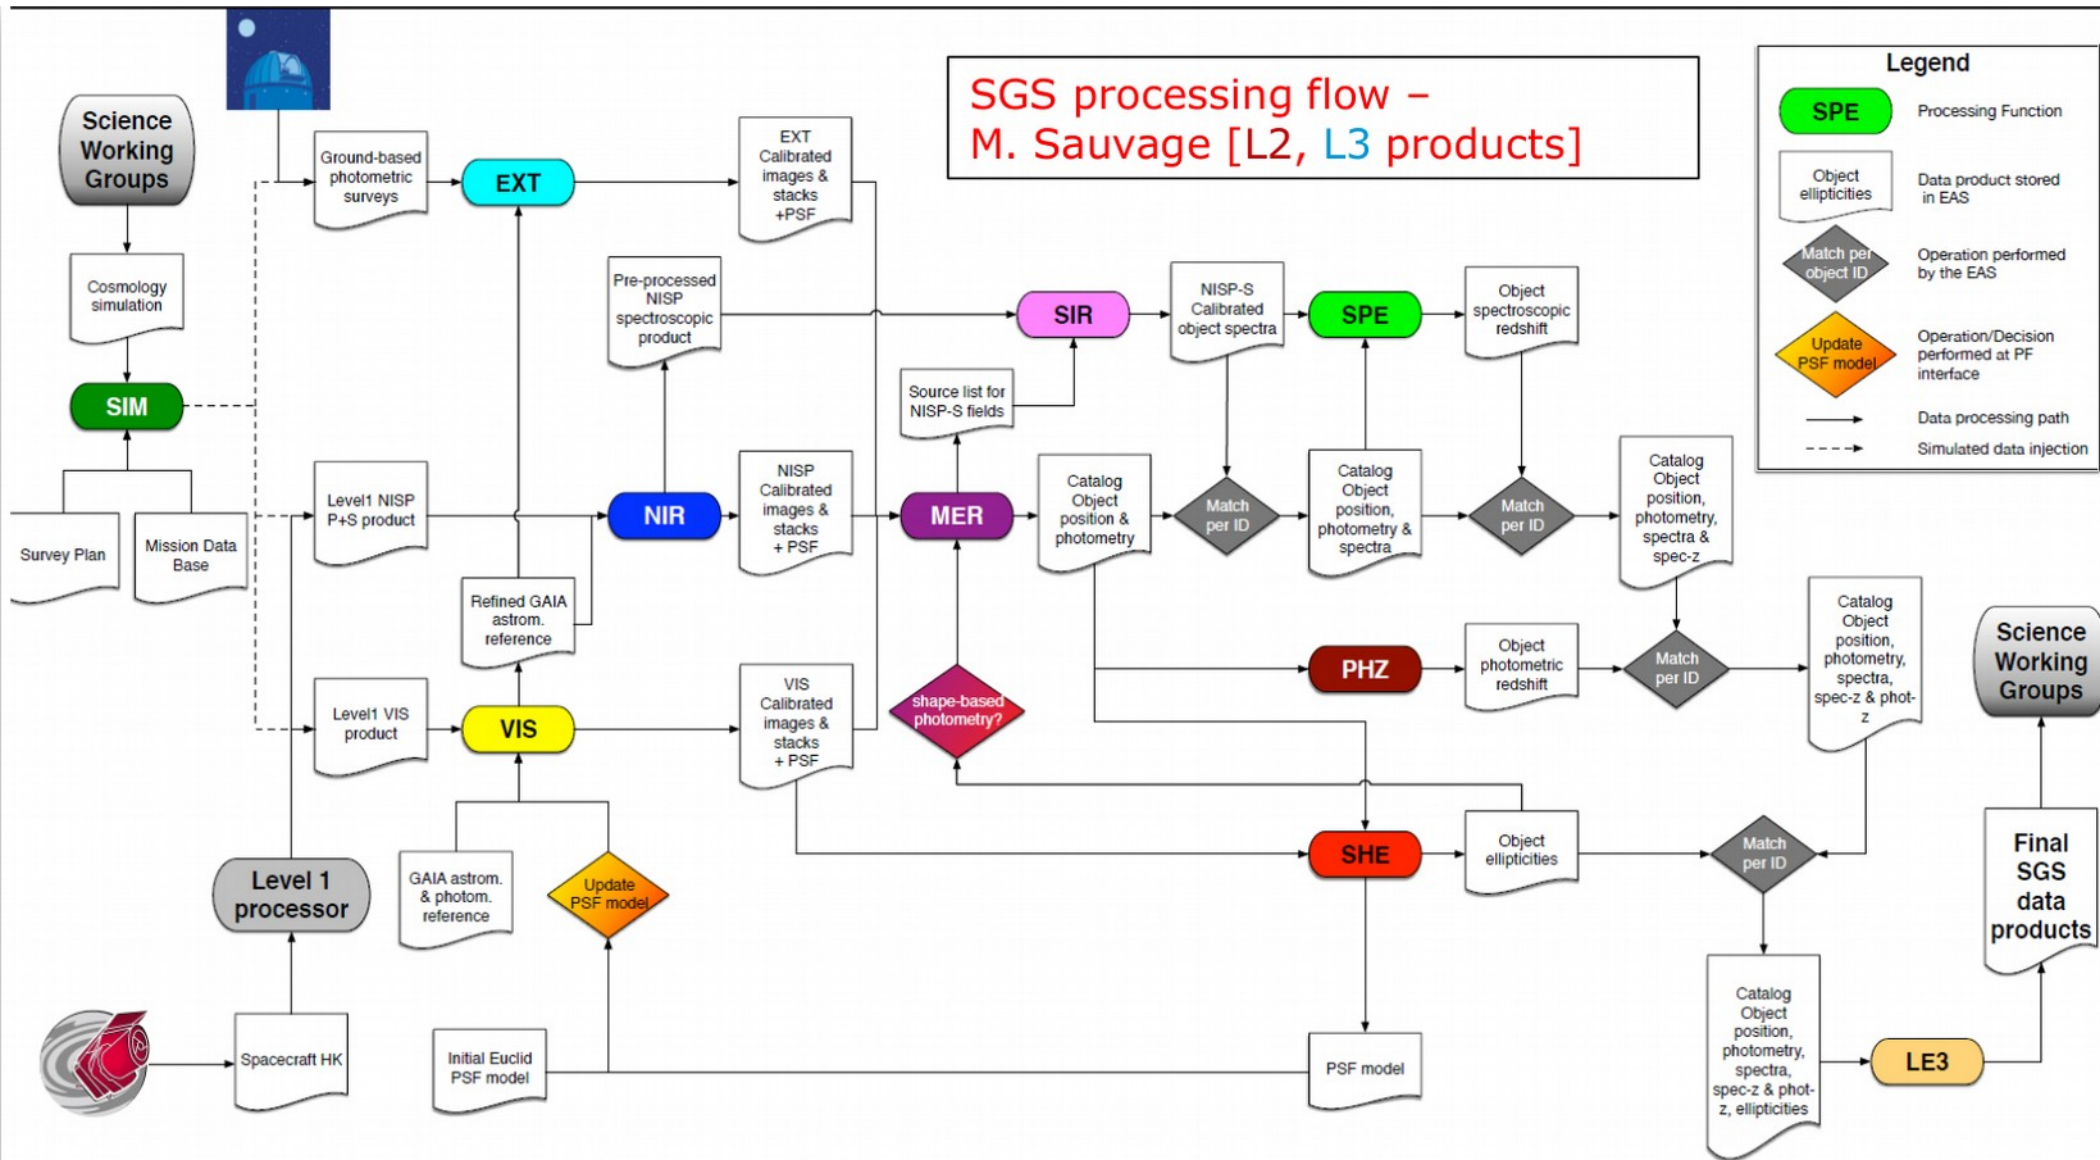 SGS processing flow –
M. Sauvage [L2, L3 products]
Legend
SPE
Processing Function
Object
ellipticities
Data product stored
in EAS
Match per
object ID
Operation performed
by the EAS
Update
PSF model
Operation/Decision
performed at PF
interface
Data processing path
Simulated data injection
Science
Working
Groups
Cosmology
simulation
SIM
Survey Plan
Mission Data
Base
Ground-based
photometric
surveys
EXT
EXT
Calibrated
images &
stacks
+PSF
Pre-processed
NISP
spectroscopic
product
SIR
NISP-S
Calibrated
object spectra
SPE
Object
spectroscopic
redshift
Source list for
NISP-S fields
Level1 NISP
P+S product
NIR
NISP
Calibrated
images &
stacks
+ PSF
MER
Catalog
Object
position &
photometry
Match
per ID
Catalog
Object
position,
photometry &
spectra
Match
per ID
Catalog
Object
position,
photometry,
spectra &
spec-z
Refined GAIA
astrom.
reference
Level1 VIS
product
VIS
VIS
Calibrated
images &
stacks
+ PSF
shape-based
photometry?
PHZ
Object
photometric
redshift
Match
per ID
Catalog
Object
position,
photometry,
spectra,
spec-z & phot-
z
Science
Working
Groups
Level 1
processor
GAIA astrom.
& photom.
reference
Update
PSF model
SHE
Object
ellipticities
Match
per ID
Final
SGS
data
products
Spacecraft HK
Initial Euclid
PSF model
PSF model
Catalog
Object
position,
photometry,
spectra,
spec-z & phot-
z, ellipticities
LE3